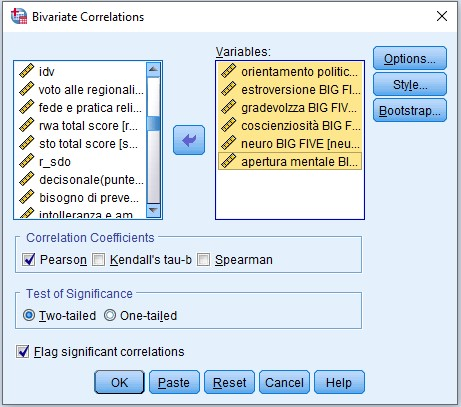 Bivariate Correlations
Variables:
idv
voto alle regionali...
fede e pratica reli...
rwa total score [r...
sto total score [s...
r_sdo
decisonale(punte...
bisogno di preve...
intolleranza e am...
orientamento politic...
estroversione BIG FI...
gradevolzza BIG FIV...
coscienziosità BIG F...
neuro BIG FIVE [neu...
apertura mentale BI...
Options...
Style...
Bootstrap...
Correlation Coefficients
Pearson Kendall's tau-b Spearman
Test of Significance
Two-tailed One-tailed
Flag significant correlations
OK Paste Reset Cancel Help